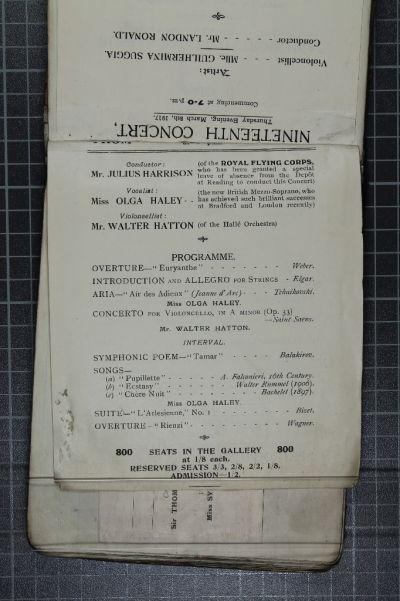 Conductor - - - - - Mr. LANDON RONALD.
Violoncellist - - - Mlle. GUILHERMINA SUGGIA.
Artist:
Commencing at 7-0 p.m.
Thursday Evening, March 8th, 1917.
NINETEENTH CONCERT,
Conductor:
Mr. JULIUS HARRISON
(of the ROYAL FLYING CORPS,
who has been granted a special
leave of absence from the Depôt
at Reading to conduct this Concert)
Vocalist:
Miss OLGA HALEY - -
(the new British Mezzo-Soprano, who
has achieved such brilliant successes
at Bradford and London recently)
Violoncellist:
Mr. WALTER HATTON (of the Hallé Orchestra)
PROGRAMME.
OVERTURE—"Euryanthe" - - - - - - - Weber.
INTRODUCTION AND ALLEGRO FOR STRINGS - Elgar.
ARIA—"Air des Adieux" (Jeanne d'Arc) - - - Tchaikovski.
MISS OLGA HALEY.
CONCERTO FOR VIOLONCELLO, IN A MINOR (Op. 33)
—Saint Saëns.
MR. WALTER HATTON.
INTERVAL.
SYMPHONIC POEM—"Tamar" - - - - Balakirev.
SONGS—
(a) "Pupillette" - - - - A. Falconieri, 16th Century.
(b) "Ecstasy" - - - - - Walter Rummel (1906).
(c) "Chère Nuit" - - - - - Bachelet (1897).
MISS OLGA HALEY.
SUITE—"L'Arlesienne," No. 1 - - - - - - Bizet.
OVERTURE—"Rienzi" - - - - - - Wagner.
800 SEATS IN THE GALLERY 800
at 1/8 each.
RESERVED SEATS 3/3, 2/8, 2/2, 1/8.
ADMISSION—1/2.
Sir THOM
Miss SY